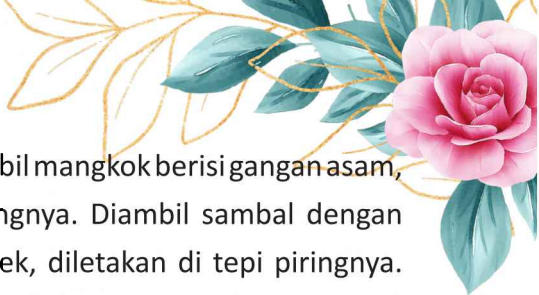 bil mangkok berisi gangan asam,
ngnya. Diambil sambal dengan
ek, diletakan di tepi piringnya.